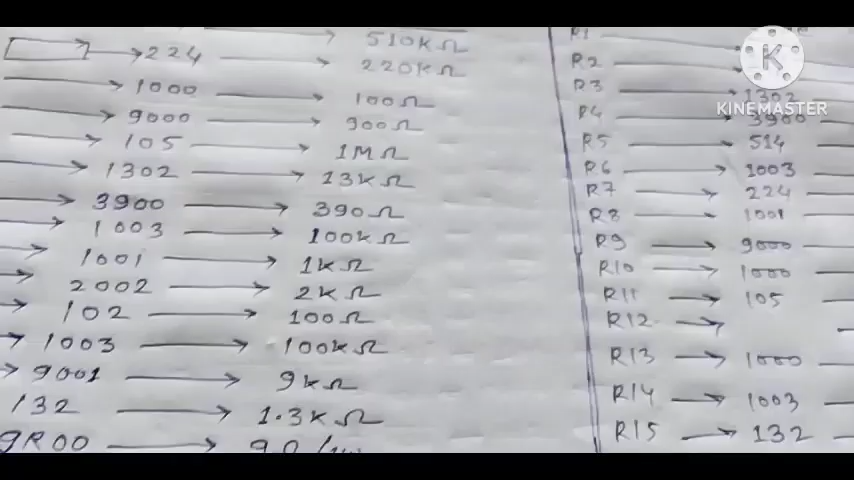 510KΩ
224 → 220KΩ
1000 → 100Ω
9000 → 900Ω
105 → 1MΩ
1302 → 13KΩ
3900 → 390Ω
1003 → 100KΩ
1001 → 1KΩ
2002 → 2KΩ
102 → 100Ω
1003 → 100KΩ
9001 → 9KΩ
132 → 1.3KΩ
9R00 →
R1
R2 →
R3 → 1302
R4 → 3900
R5 → 514
R6 → 1003
R7 → 224
R8 → 1001
R9 → 9000
R10 → 1000
R11 → 105
R12 →
R13 → 1000
R14 → 1003
R15 → 132
K
KINEMASTER